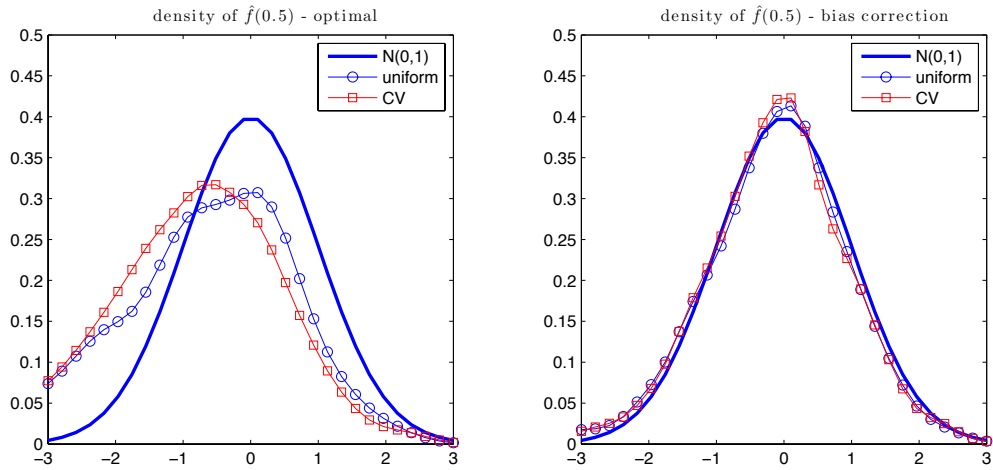 density of f̂(0.5) - optimal
0.5
0.45
0.4
0.35
0.3
0.25
0.2
0.15
0.1
0.05
0
−3 −2 −1 0 1 2 3
N(0,1)
uniform
CV
density of f̂(0.5) - bias correction
0.5
0.45
0.4
0.35
0.3
0.25
0.2
0.15
0.1
0.05
0
−3 −2 −1 0 1 2 3
N(0,1)
uniform
CV